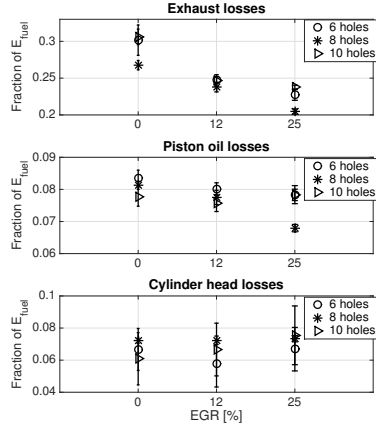 Exhaust losses
Fraction of E_fuel
0.3
0.25
0.2
0
12
25
6 holes
8 holes
10 holes
Piston oil losses
Fraction of E_fuel
0.09
0.08
0.07
0.06
0
12
25
6 holes
8 holes
10 holes
Cylinder head losses
Fraction of E_fuel
0.1
0.08
0.06
0.04
0
12
25
6 holes
8 holes
10 holes
EGR [%]